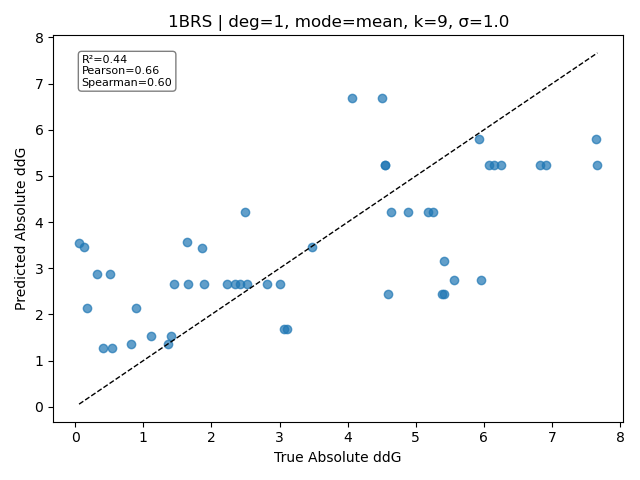 1BRS | deg=1, mode=mean, k=9, σ=1.0
R²=0.44
Pearson=0.66
Spearman=0.60
Predicted Absolute ddG
8
7
6
5
4
3
2
1
0
0 1 2 3 4 5 6 7 8
True Absolute ddG